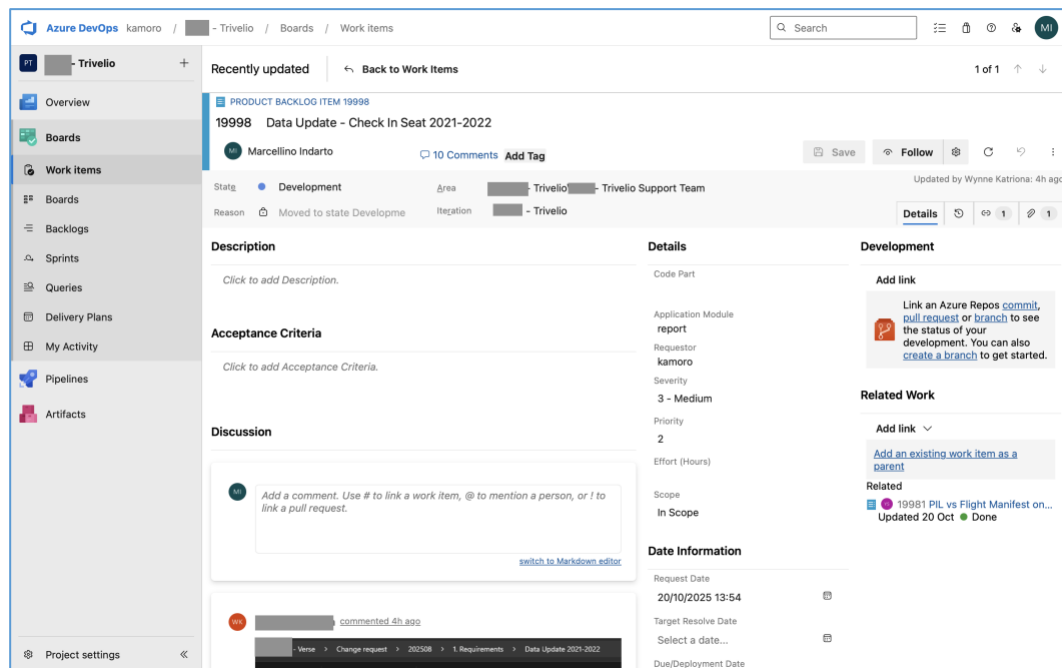 Azure DevOps kamoro / - Trivelio / Boards / Work items
Search
MI
PT - Trivelio +
Overview
Boards
Work items
Boards
Backlogs
Sprints
Queries
Delivery Plans
My Activity
Pipelines
Artifacts
Project settings
Recently updated
Back to Work Items
1 of 1
PRODUCT BACKLOG ITEM 19998
19998 Data Update - Check In Seat 2021-2022
MI Marcellino Indarto
10 Comments Add Tag
Save
Follow
State Development
Area - Trivelio\ - Trivelio Support Team
Updated by Wynne Katriona: 4h ago
Reason Moved to state Developme
Iteration - Trivelio
Details
1
1
Description
Click to add Description.
Acceptance Criteria
Click to add Acceptance Criteria.
Discussion
MI
Add a comment. Use # to link a work item, @ to mention a person, or ! to
link a pull request.
switch to Markdown editor
WK
commented 4h ago
- Verse > Change request > 202508 > 1. Requirements > Data Update 2021-2022
Details
Code Part
Application Module
report
Requestor
kamoro
Severity
3 - Medium
Priority
2
Effort (Hours)
Scope
In Scope
Date Information
Request Date
20/10/2025 13:54
Target Resolve Date
Select a date...
Due/Deployment Date
Development
Add link
Link an Azure Repos commit,
pull request or branch to see
the status of your
development. You can also
create a branch to get started.
Related Work
Add link
Add an existing work item as a
parent
Related
19981 PIL vs Flight Manifest on...
Updated 20 Oct Done